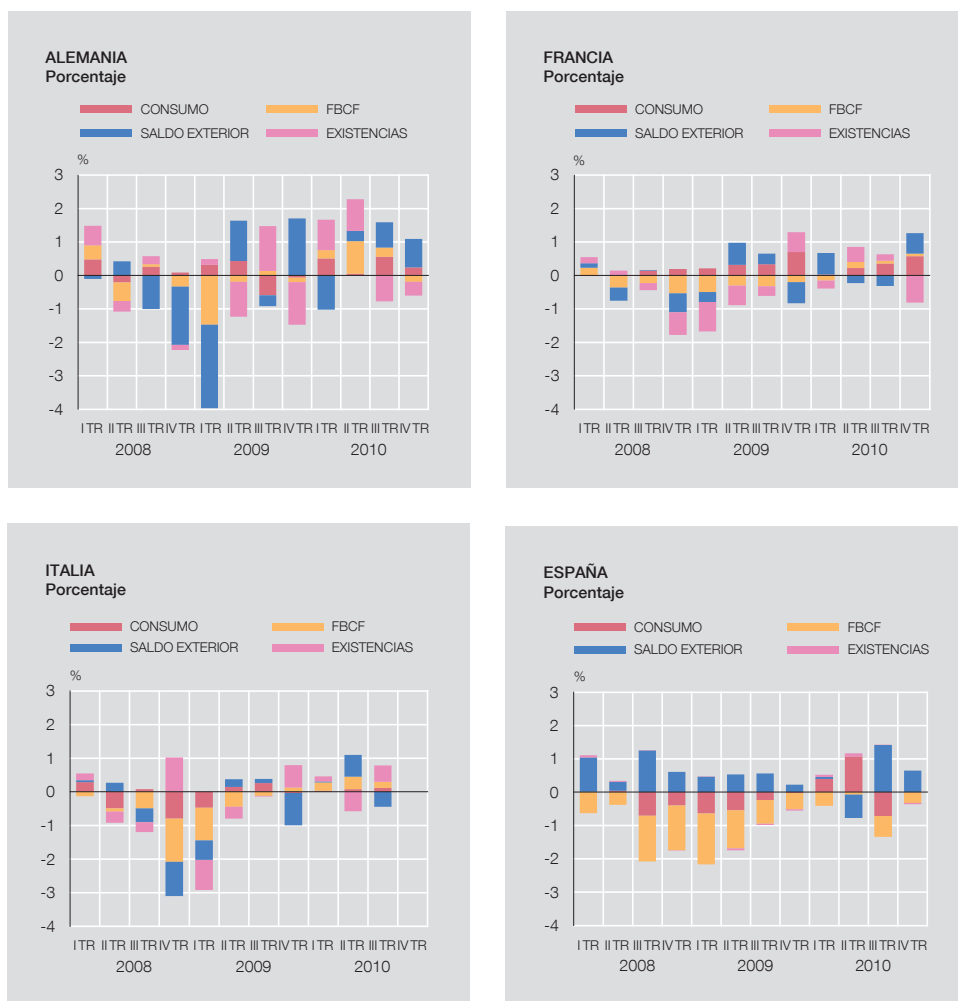 ALEMANIA
Porcentaje
CONSUMO FBCF
SALDO EXTERIOR EXISTENCIAS
%
3
2
1
0
-1
-2
-3
-4
I TR II TR III TR IV TR I TR II TR III TR IV TR I TR II TR III TR IV TR
2008 2009 2010
FRANCIA
Porcentaje
CONSUMO FBCF
SALDO EXTERIOR EXISTENCIAS
%
3
2
1
0
-1
-2
-3
-4
I TR II TR III TR IV TR I TR II TR III TR IV TR I TR II TR III TR IV TR
2008 2009 2010
ITALIA
Porcentaje
CONSUMO FBCF
SALDO EXTERIOR EXISTENCIAS
%
3
2
1
0
-1
-2
-3
-4
I TR II TR III TR IV TR I TR II TR III TR IV TR I TR II TR III TR IV TR
2008 2009 2010
ESPAÑA
Porcentaje
CONSUMO FBCF
SALDO EXTERIOR EXISTENCIAS
%
3
2
1
0
-1
-2
-3
-4
I TR II TR III TR IV TR I TR II TR III TR IV TR I TR II TR III TR IV TR
2008 2009 2010